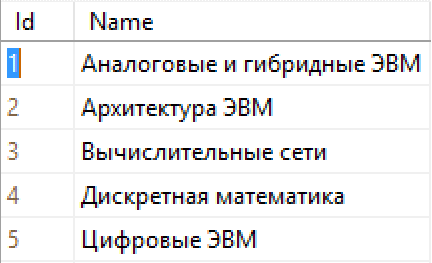 Id Name
1 Аналоговые и гибридные ЭВМ
2 Архитектура ЭВМ
3 Вычислительные сети
4 Дискретная математика
5 Цифровые ЭВМ